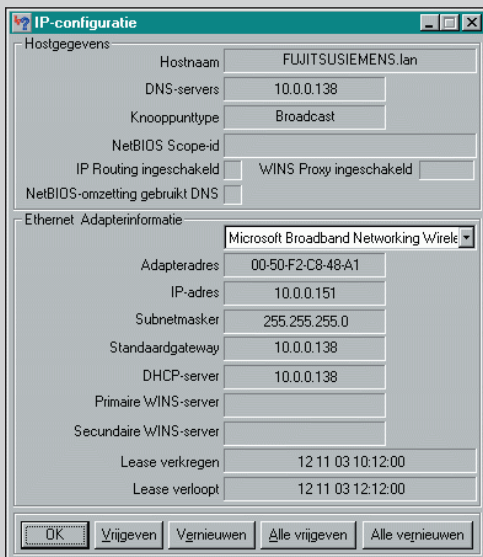 IP-configuratie
Hostgegevens
Hostnaam FUJITSUSIEMENS.lan
DNS-servers 10.0.0.138
Knooppunttype Broadcast
NetBIOS Scope-id
IP Routing ingeschakeld WINS Proxy ingeschakeld
NetBIOS-omzetting gebruikt DNS
Ethernet Adapterinformatie
Microsoft Broadband Networking Wirele
Adapteradres 00-50-F2-C8-48-A1
IP-adres 10.0.0.151
Subnetmasker 255.255.255.0
Standaardgateway 10.0.0.138
DHCP-server 10.0.0.138
Primaire WINS-server
Secundaire WINS-server
Lease verkregen 12 11 03 10:12:00
Lease verloopt 12 11 03 12:12:00
OK Vrijgeven Vernieuwen Alle vrijgeven Alle vernieuwen